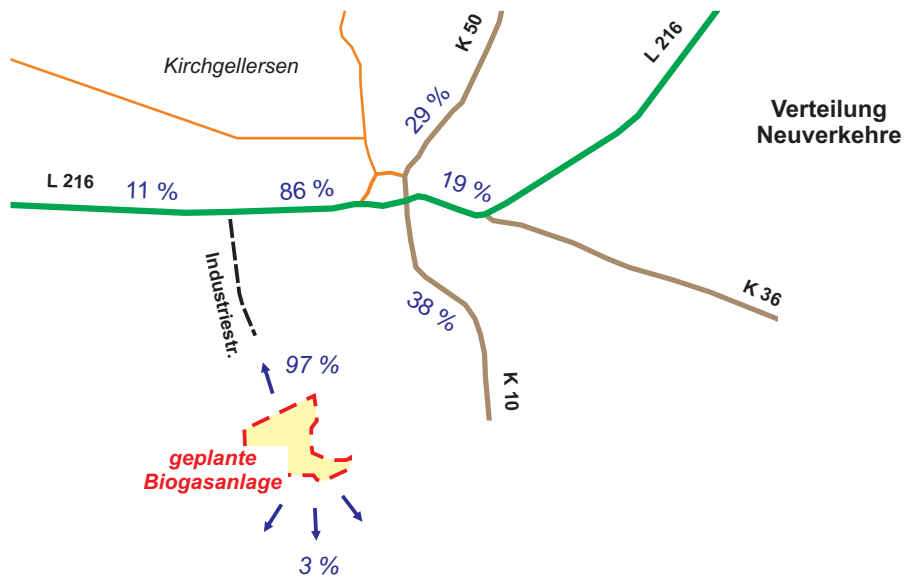 K 50
L 216
Kirchgellersen
29 %
Verteilung
Neuverkehre
L 216
11 %
86 %
19 %
Industriestr.
38 %
K 36
97 %
K 10
geplante
Biogasanlage
3 %